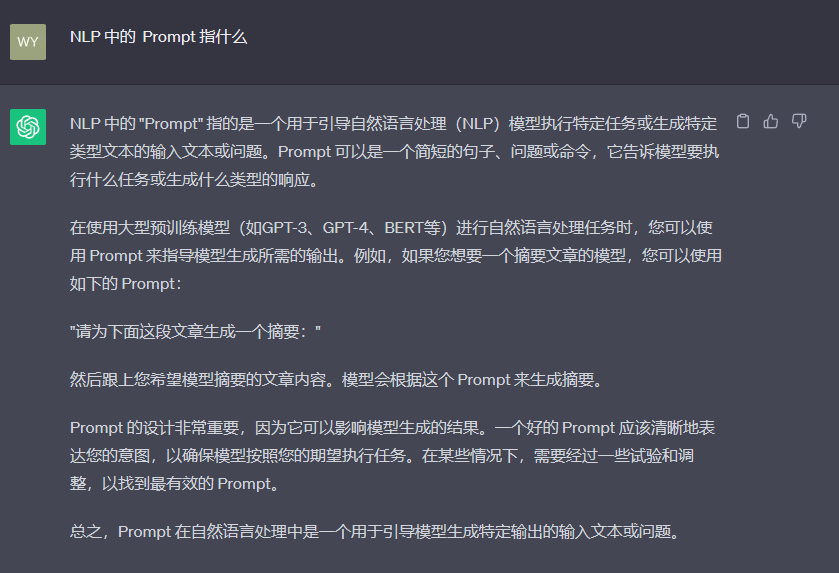 WY
NLP 中的 Prompt 指什么
NLP 中的 "Prompt" 指的是一个用于引导自然语言处理（NLP）模型执行特定任务或生成特定
类型文本的输入文本或问题。Prompt 可以是一个简短的句子、问题或命令，它告诉模型要执
行什么任务或生成什么类型的响应。
在使用大型预训练模型（如GPT-3、GPT-4、BERT等）进行自然语言处理任务时，您可以使
用 Prompt 来指导模型生成所需的输出。例如，如果您想要一个摘要文章的模型，您可以使用
如下的 Prompt：
"请为下面这段文章生成一个摘要："
然后跟上您希望模型摘要的文章内容。模型会根据这个 Prompt 来生成摘要。
Prompt 的设计非常重要，因为它可以影响模型生成的结果。一个好的 Prompt 应该清晰地表
达您的意图，以确保模型按照您的期望执行任务。在某些情况下，需要经过一些试验和调
整，以找到最有效的 Prompt。
总之，Prompt 在自然语言处理中是一个用于引导模型生成特定输出的输入文本或问题。